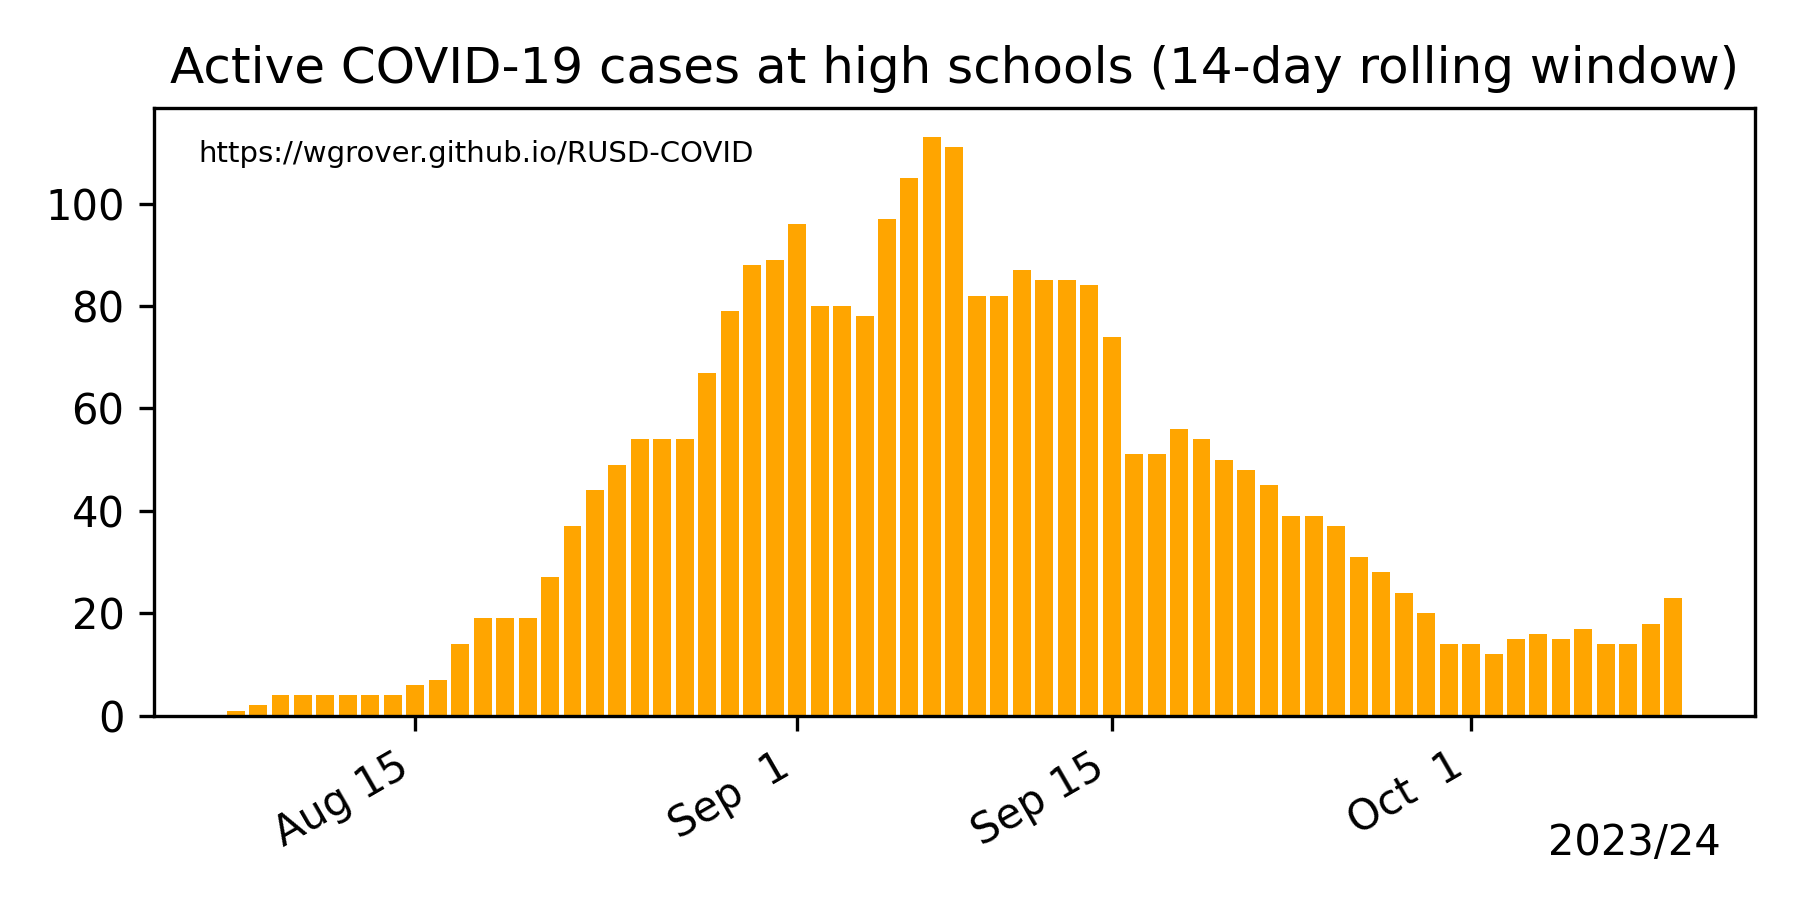 Active COVID-19 cases at high schools (14-day rolling window)
https://wgrover.github.io/RUSD-COVID
100
80
60
40
20
0
Aug 15
Sep  1
Sep 15
Oct  1
2023/24